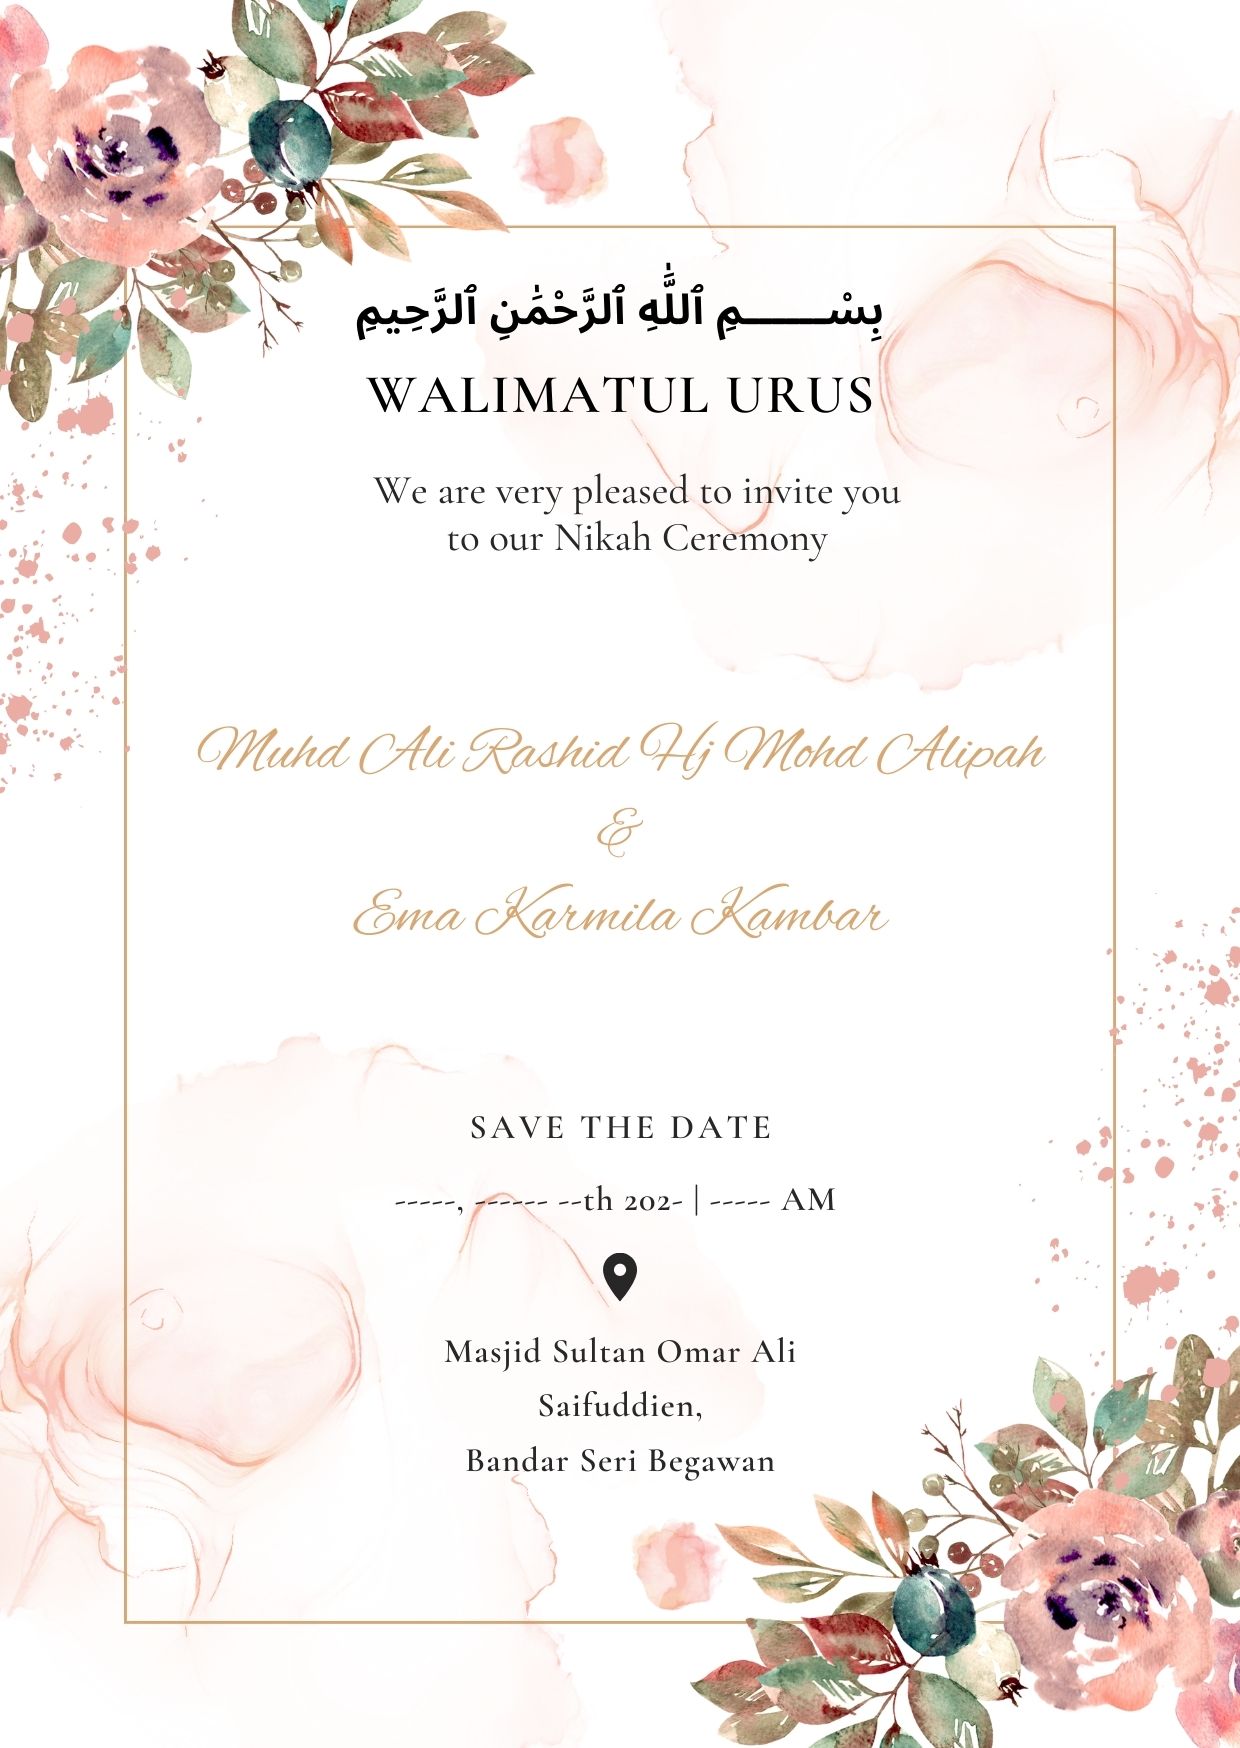 بِسْــــــمِ ٱللَّٰهِ ٱلرَّحْمَٰنِ ٱلرَّحِيمِ
WALIMATUL URUS
We are very pleased to invite you
to our Nikah Ceremony
Muhd Ali Rashid Hj Mohd Alipah
&
Ema Karmila Kambar
SAVE THE DATE
-----, ------ --th 202- | ----- AM
Masjid Sultan Omar Ali
Saifuddien,
Bandar Seri Begawan